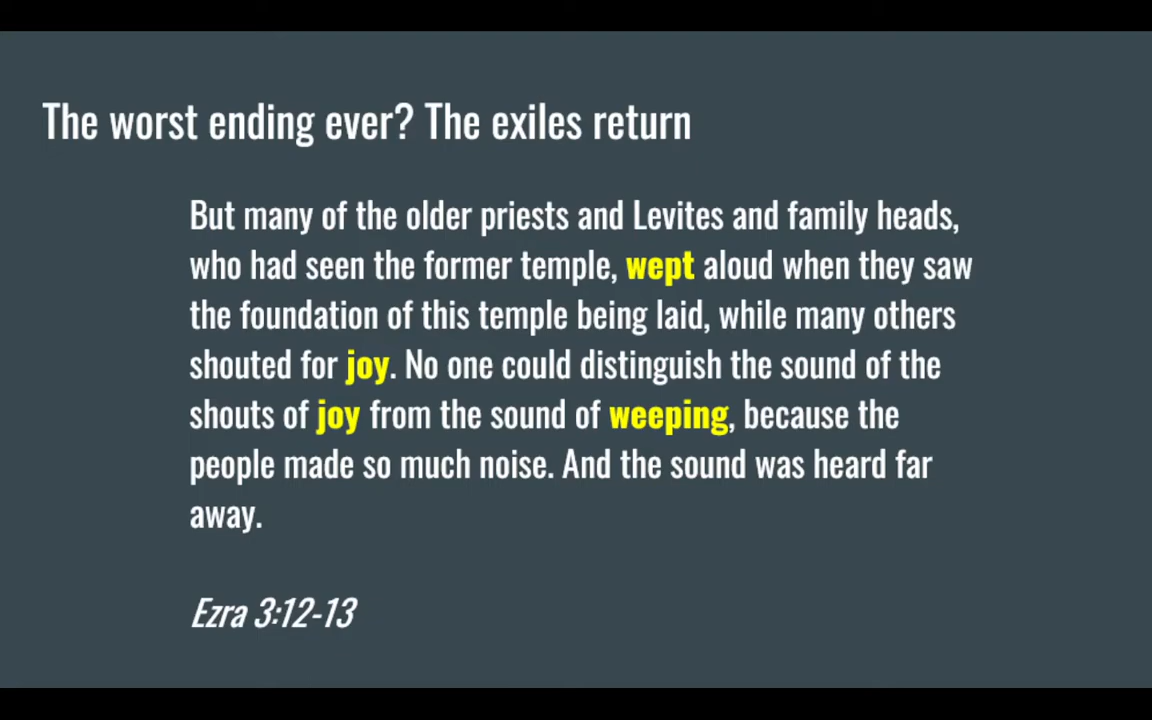 The worst ending ever? The exiles return
But many of the older priests and Levites and family heads,
who had seen the former temple, wept aloud when they saw
the foundation of this temple being laid, while many others
shouted for joy. No one could distinguish the sound of the
shouts of joy from the sound of weeping, because the
people made so much noise. And the sound was heard far
away.
Ezra 3:12-13